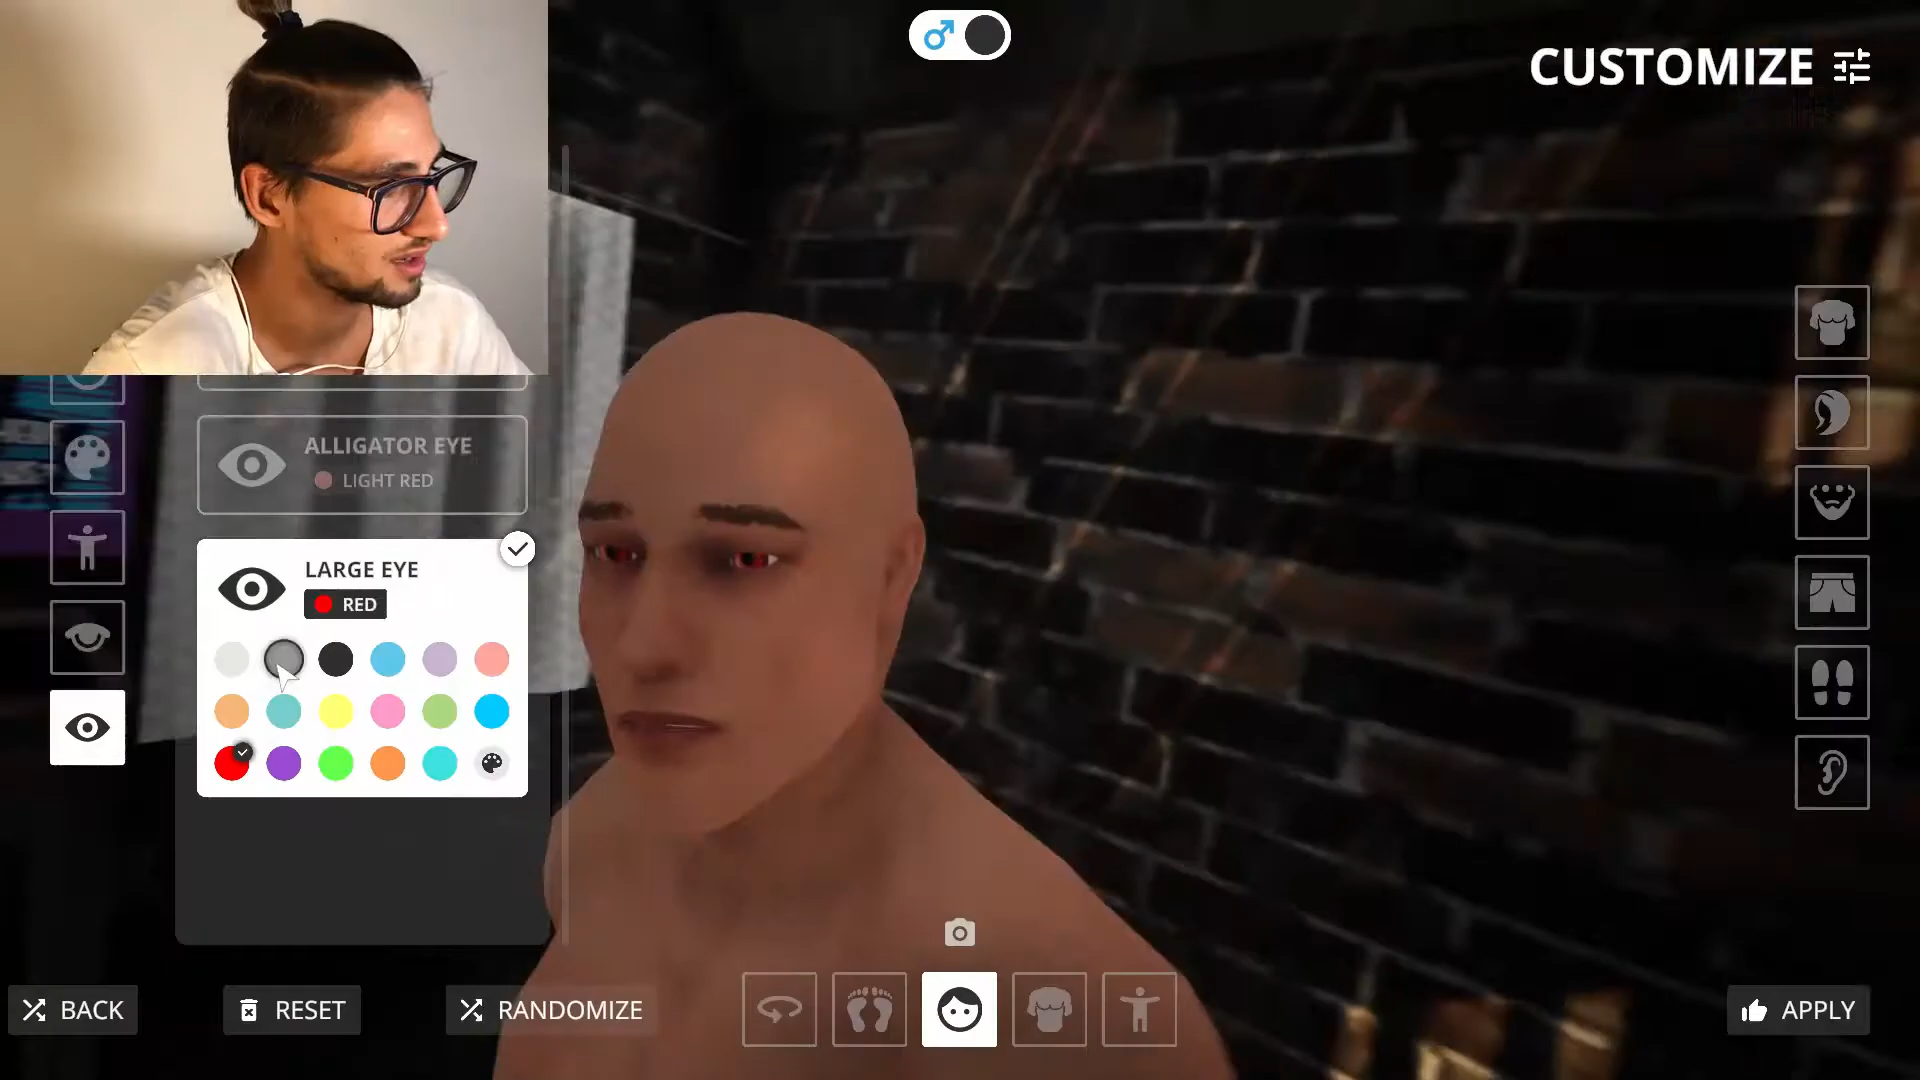 CUSTOMIZE
ALLIGATOR EYE
LIGHT RED
LARGE EYE
RED
BACK
RESET
RANDOMIZE
APPLY